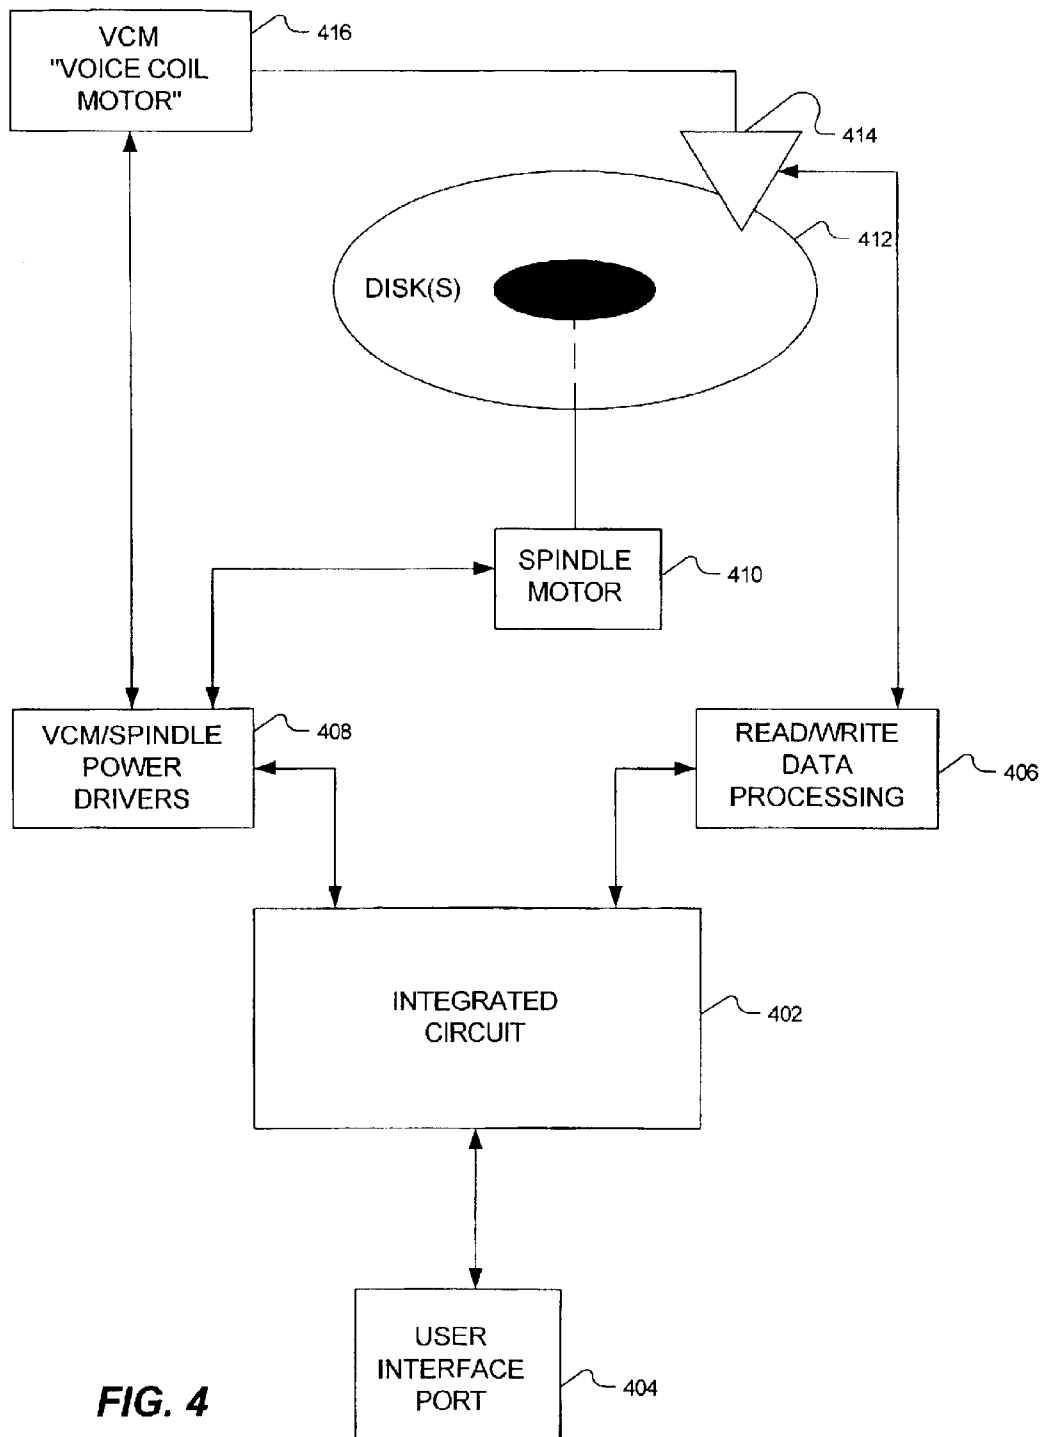 VCM
"VOICE COIL
MOTOR"
416
414
412
DISK(S)
SPINDLE
MOTOR
410
VCM/SPINDLE
POWER
DRIVERS
408
READ/WRITE
DATA
PROCESSING
406
INTEGRATED
CIRCUIT
402
USER
INTERFACE
PORT
404
FIG. 4